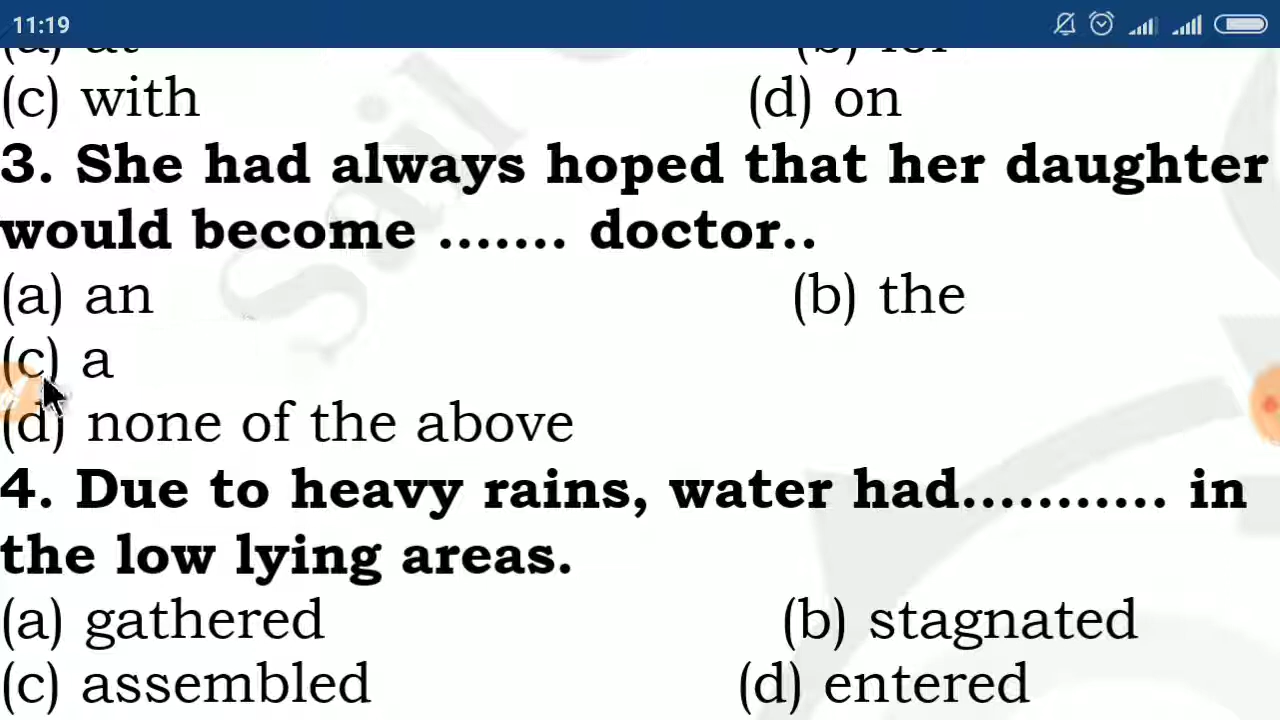 11:19
(c) with (d) on
3. She had always hoped that her daughter
would become ....... doctor..
(a) an (b) the
(c) a
(d) none of the above
4. Due to heavy rains, water had........... in
the low lying areas.
(a) gathered (b) stagnated
(c) assembled (d) entered